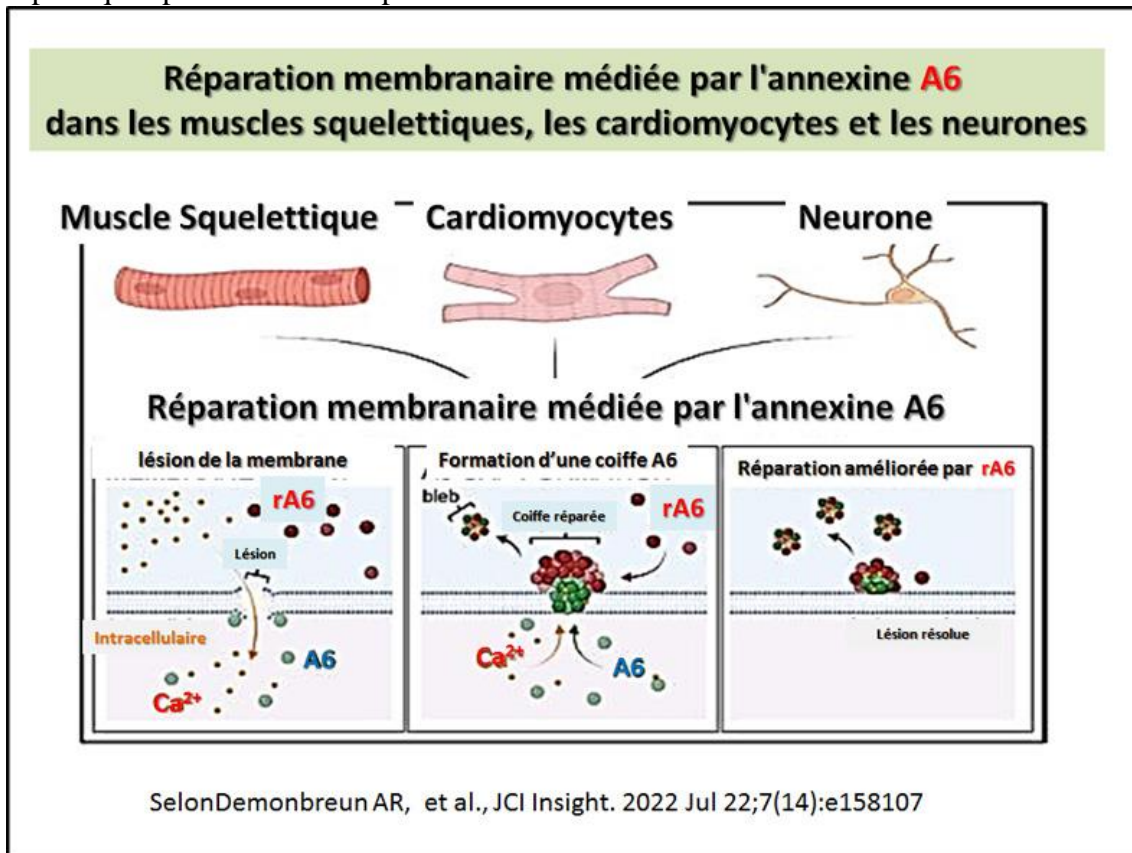 Réparation membranaire médiée par l'annexine A6
dans les muscles squelettiques, les cardiomyocytes et les neurones
Muscle Squelettique
Cardiomyocytes
Neurone
Réparation membranaire médiée par l'annexine A6
lésion de la membrane
rA6
Lésion
Intracellulaire
A6
Ca²⁺
Formation d'une coiffe A6
bleb
Coiffe réparée
rA6
Ca²⁺
A6
Réparation améliorée par rA6
Lésion résolue
SelonDemonbreun AR, et al., JCI Insight. 2022 Jul 22;7(14):e158107